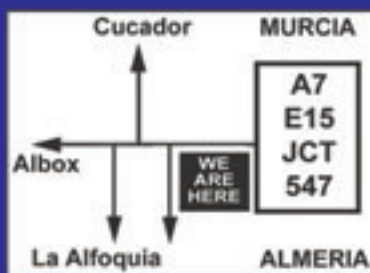 Cucador
MURCIA
A7
E15
JCT
547
Albox
WE
ARE
HERE
La Alfoquia
ALMERIA